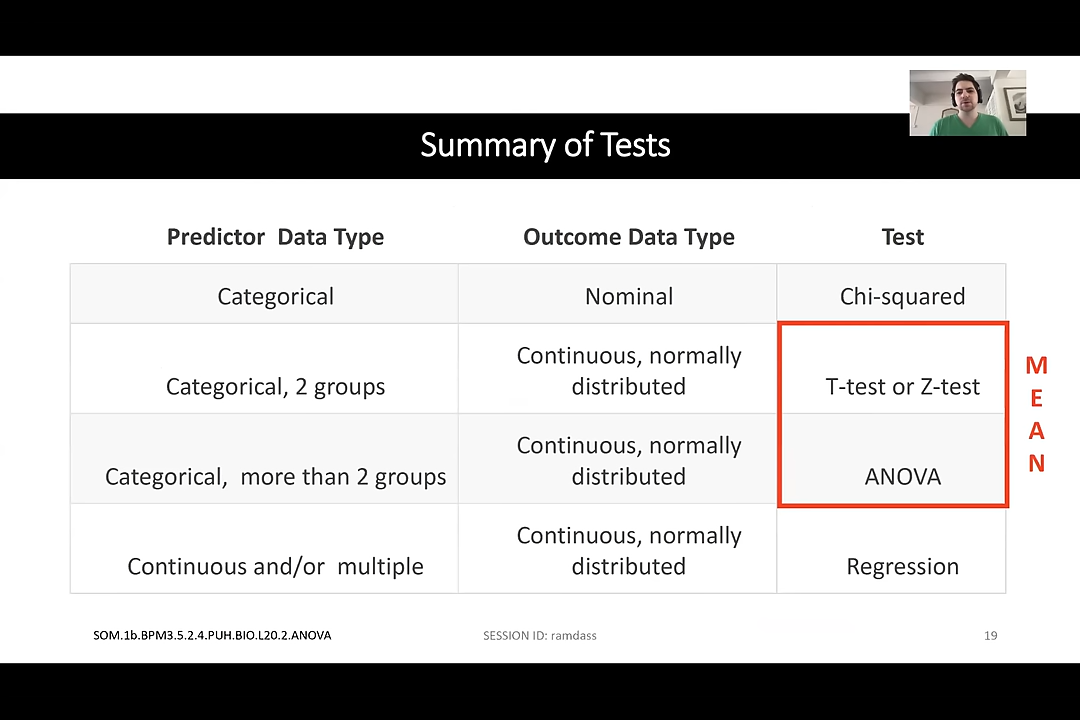 Summary of Tests
Predictor Data Type Outcome Data Type Test
Categorical Nominal Chi-squared
Categorical, 2 groups Continuous, normally distributed T-test or Z-test
Categorical, more than 2 groups Continuous, normally distributed ANOVA
Continuous and/or multiple Continuous, normally distributed Regression
M
E
A
N
SOM.1b.BPM3.5.2.4.PUH.BIO.L20.2.ANOVA SESSION ID: ramdass 19